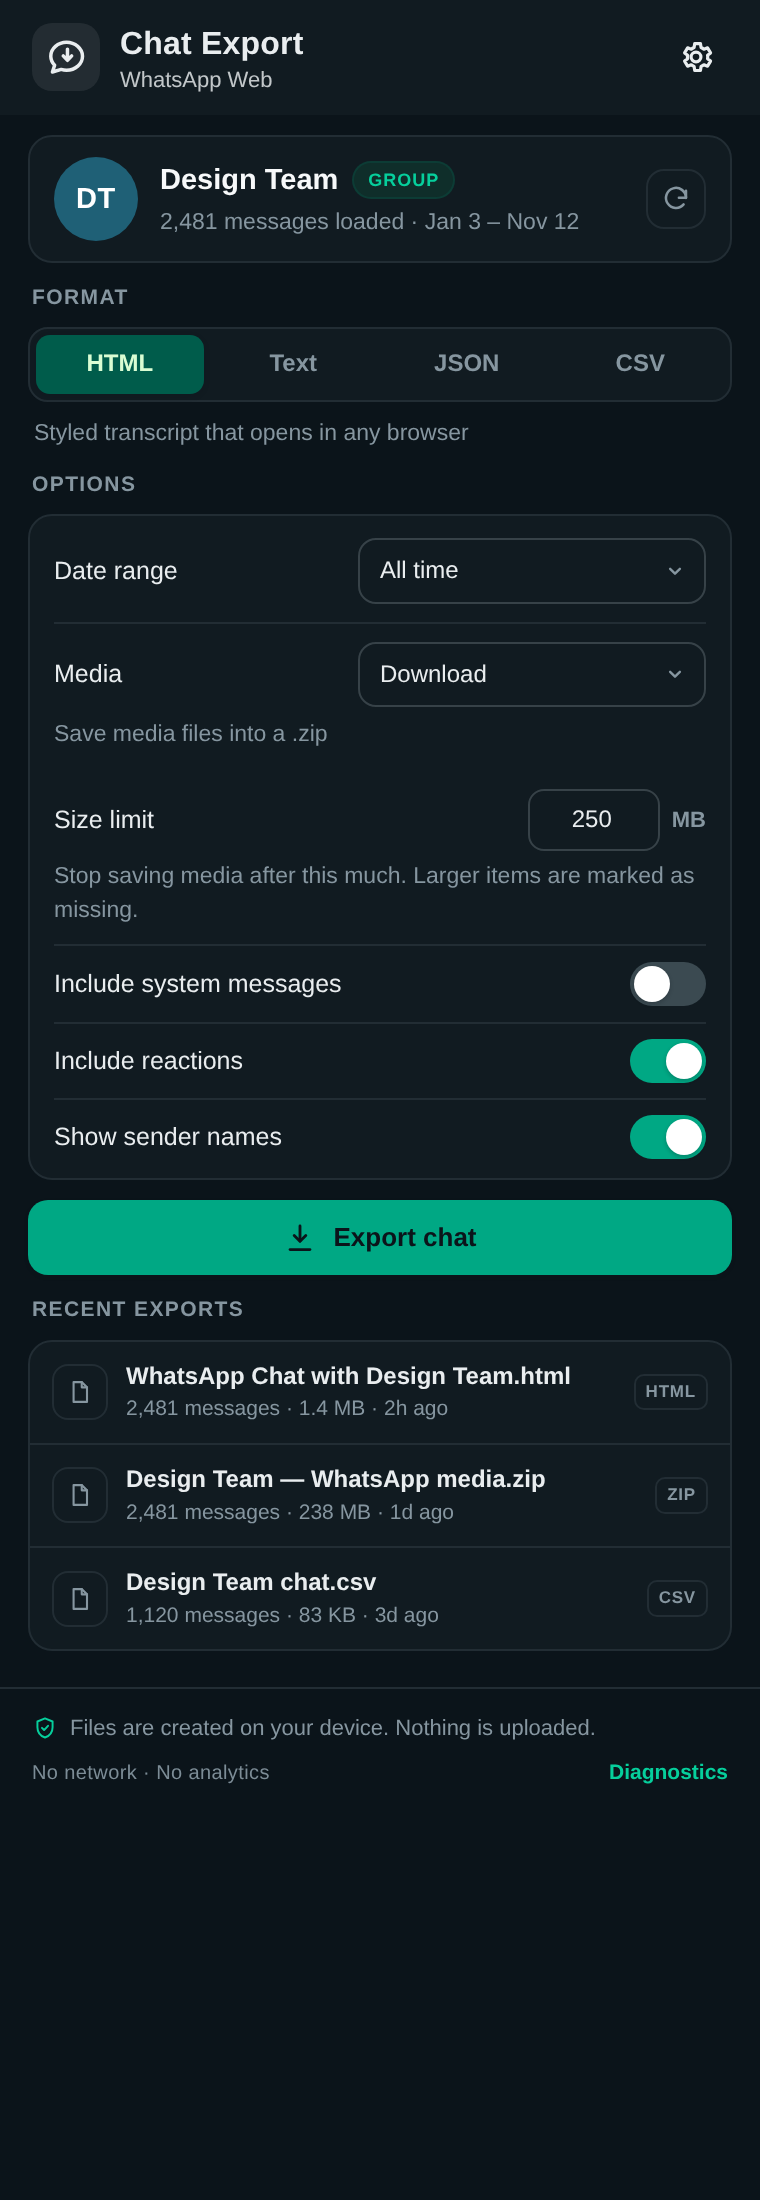 Chat Export
WhatsApp Web
DT
Design Team GROUP
2,481 messages loaded · Jan 3 – Nov 12
FORMAT
HTML Text JSON CSV
Styled transcript that opens in any browser
OPTIONS
Date range All time
Media Download
Save media files into a .zip
Size limit 250 MB
Stop saving media after this much. Larger items are marked as
missing.
Include system messages
Include reactions
Show sender names
Export chat
RECENT EXPORTS
WhatsApp Chat with Design Team.html
2,481 messages · 1.4 MB · 2h ago
HTML
Design Team — WhatsApp media.zip
2,481 messages · 238 MB · 1d ago
ZIP
Design Team chat.csv
1,120 messages · 83 KB · 3d ago
CSV
Files are created on your device. Nothing is uploaded.
No network · No analytics Diagnostics